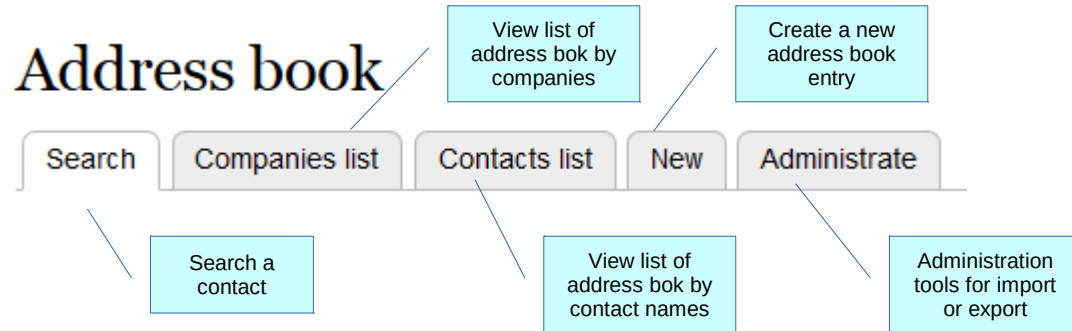 View list of
address bok by
companies
Create a new
address book
entry
Address book
Search
Companies list
Contacts list
New
Administrate
Search a
contact
View list of
address bok by
contact names
Administration
tools for import
or export